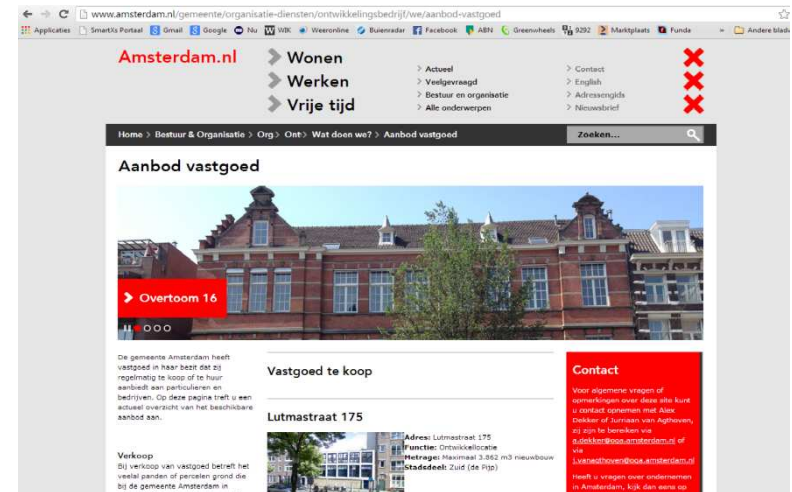 www.amsterdam.nl/gemeente/organisatie-diensten/ontwikkelingsbedrijf/we/aanbod-vastgoed
Applicaties SmartXs Portaal Gmail Google Nu WIK Weeronline Buienradar Facebook ABN Greenwheels 9292 Marktplaats Funda » Andere blad
Amsterdam.nl
Wonen
Werken
Vrije tijd
> Actueel
> Veelgevraagd
> Bestuur en organisatie
> Alle onderwerpen
> Contact
> English
> Adressengids
> Nieuwsbrief
Home > Bestuur & Organisatie > Org > Ont > Wat doen we? > Aanbod vastgoed
Zoeken...
Aanbod vastgoed
Overtoom 16
De gemeente Amsterdam heeft
vastgoed in haar bezit dat zij
regelmatig te koop of te huur
aanbiedt aan particulieren en
bedrijven. Op deze pagina treft u een
actueel overzicht van het beschikbare
aanbod aan.
Verkoop
Bij verkoop van vastgoed betreft het
veelal panden of percelen grond die
bij de gemeente Amsterdam in
Vastgoed te koop
Lutmastraat 175
Adres: Lutmastraat 175
Functie: Ontwikkellocatie
Metrage: Maximaal 3.862 m3 nieuwbouw
Stadsdeel: Zuid (de Pijp)
Contact
Voor algemene vragen of
opmerkingen over deze site kunt
u contact opnemen met Alex
Dekker of Jurnaan van Agthoven,
zij zijn te bereiken via
a.dekker@oga.amsterdam.nl of
via
j.vanagthoven@oga.amsterdam.nl
Heeft u vragen over ondernemen
in Amsterdam, kijk dan eens op